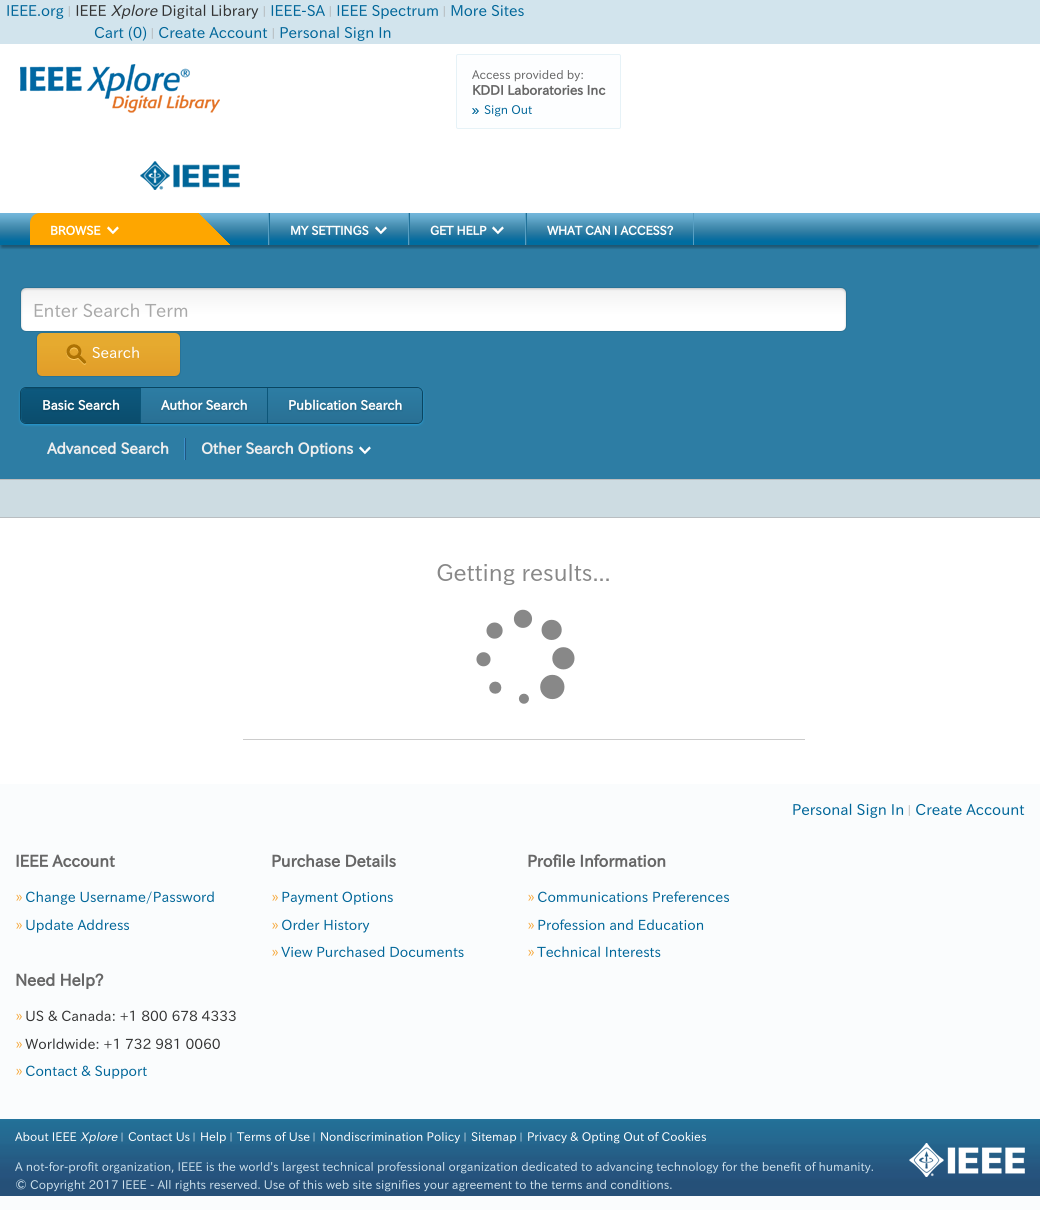 IEEE.org | IEEE Xplore Digital Library | IEEE-SA | IEEE Spectrum | More Sites
Cart (0) | Create Account | Personal Sign In
IEEE Xplore®
Digital Library
Access provided by:
KDDI Laboratories Inc
» Sign Out
IEEE
BROWSE MY SETTINGS GET HELP WHAT CAN I ACCESS?
Enter Search Term
Search
Basic Search Author Search Publication Search
Advanced Search Other Search Options
Getting results...
Personal Sign In | Create Account
IEEE Account Purchase Details Profile Information
» Change Username/Password » Payment Options » Communications Preferences
» Update Address » Order History » Profession and Education
» View Purchased Documents » Technical Interests
Need Help?
» US & Canada: +1 800 678 4333
» Worldwide: +1 732 981 0060
» Contact & Support
About IEEE Xplore | Contact Us | Help | Terms of Use | Nondiscrimination Policy | Sitemap | Privacy & Opting Out of Cookies
A not-for-profit organization, IEEE is the world's largest technical professional organization dedicated to advancing technology for the benefit of humanity.
© Copyright 2017 IEEE - All rights reserved. Use of this web site signifies your agreement to the terms and conditions.
IEEE